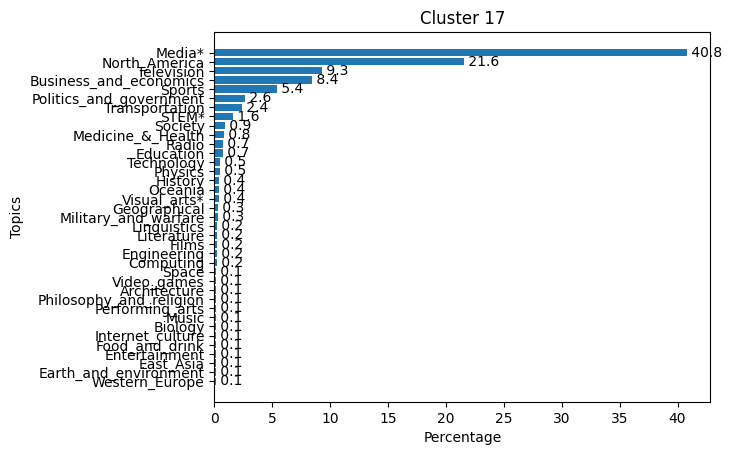 Cluster 17
Topics
Media* 40.8
North_America 21.6
Television 9.3
Business_and_economics 8.4
Sports 5.4
Politics_and_government 2.6
Transportation 2.4
STEM* 1.6
Society 0.9
Medicine_&_Health 0.8
Radio 0.7
Education 0.7
Technology 0.5
Physics 0.5
History 0.4
Oceania 0.4
Visual_arts* 0.4
Geographical 0.3
Military_and_warfare 0.3
Linguistics 0.2
Literature 0.2
Films 0.2
Engineering 0.2
Computing 0.2
Space 0.1
Video_games 0.1
Architecture 0.1
Philosophy_and_religion 0.1
Performing_arts 0.1
Music 0.1
Biology 0.1
Internet_culture 0.1
Food_and_drink 0.1
Entertainment 0.1
East_Asia 0.1
Earth_and_environment 0.1
Western_Europe 0.1
0 5 10 15 20 25 30 35 40
Percentage